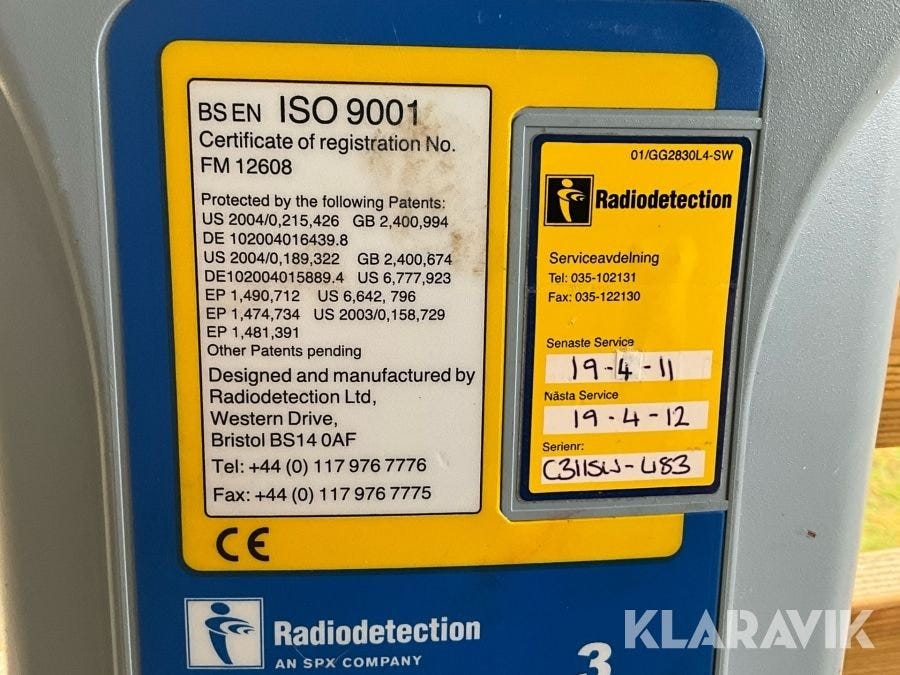 BS EN ISO 9001
Certificate of registration No.
FM 12608
Protected by the following Patents:
US 2004/0,215,426 GB 2,400,994
DE 102004016439.8
US 2004/0,189,322 GB 2,400,674
DE102004015889.4 US 6,777,923
EP 1,490,712 US 6,642, 796
EP 1,474,734 US 2003/0,158,729
EP 1,481,391
Other Patents pending
Designed and manufactured by
Radiodetection Ltd,
Western Drive,
Bristol BS14 0AF
Tel: +44 (0) 117 976 7776
Fax: +44 (0) 117 976 7775
CE
01/GG2830L4-SW
Radiodetection
Serviceavdelning
Tel: 035-102131
Fax: 035-122130
Senaste Service
19-4-11
Nästa Service
19-4-12
Serienr:
C311SW-483
Radiodetection
AN SPX COMPANY
3
KLARAVIK